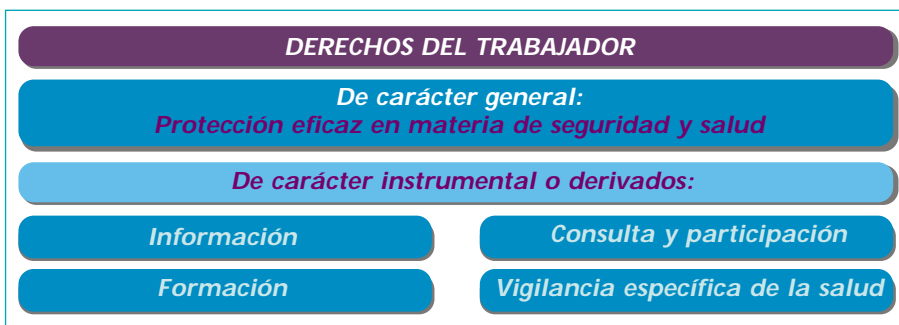 DERECHOS DEL TRABAJADOR
De carácter general:
Protección eficaz en materia de seguridad y salud
De carácter instrumental o derivados:
Información
Consulta y participación
Formación
Vigilancia específica de la salud